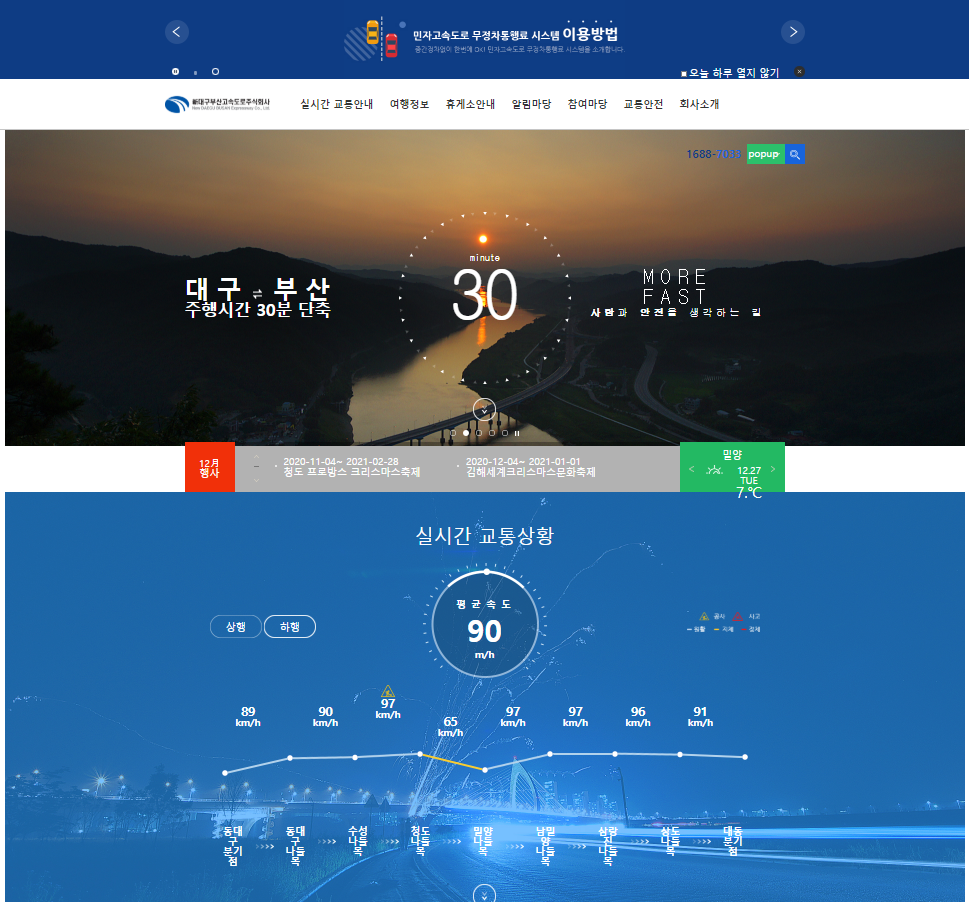 민자고속도로 무정차통행료 시스템 이용방법
중간정차없이 한번에 OK! 민자고속도로 무정차통행료 시스템을 소개합니다.
오늘 하루 열지 않기
新대구부산고속도로주식회사
New DAEGU BUSAN Expressway Co., Ltd.
실시간 교통안내 여행정보 휴게소안내 알림마당 참여마당 교통안전 회사소개
1688-7033 popup
minute
30
대구 ⇌ 부산
주행시간 30분 단축
MORE
FAST
사람과 안전을 생각하는 길
12月
행사
2020-11-04~ 2021-02-28
청도 프로방스 크리스마스축제
2020-12-04~ 2021-01-01
김해세계크리스마스문화축제
밀양
12.27
TUE
7.℃
실시간 교통상황
평균속도
90
m/h
상행 하행
공사 사고
원활 지체 정체
89
km/h
90
km/h
97
km/h
65
km/h
97
km/h
97
km/h
96
km/h
91
km/h
동대
구
분기
점
동대
구
나들
목
수성
나들
목
청도
나들
목
밀양
나들
목
남밀
양
나들
목
삼랑
진
나들
목
상도
나들
목
대동
분기
점